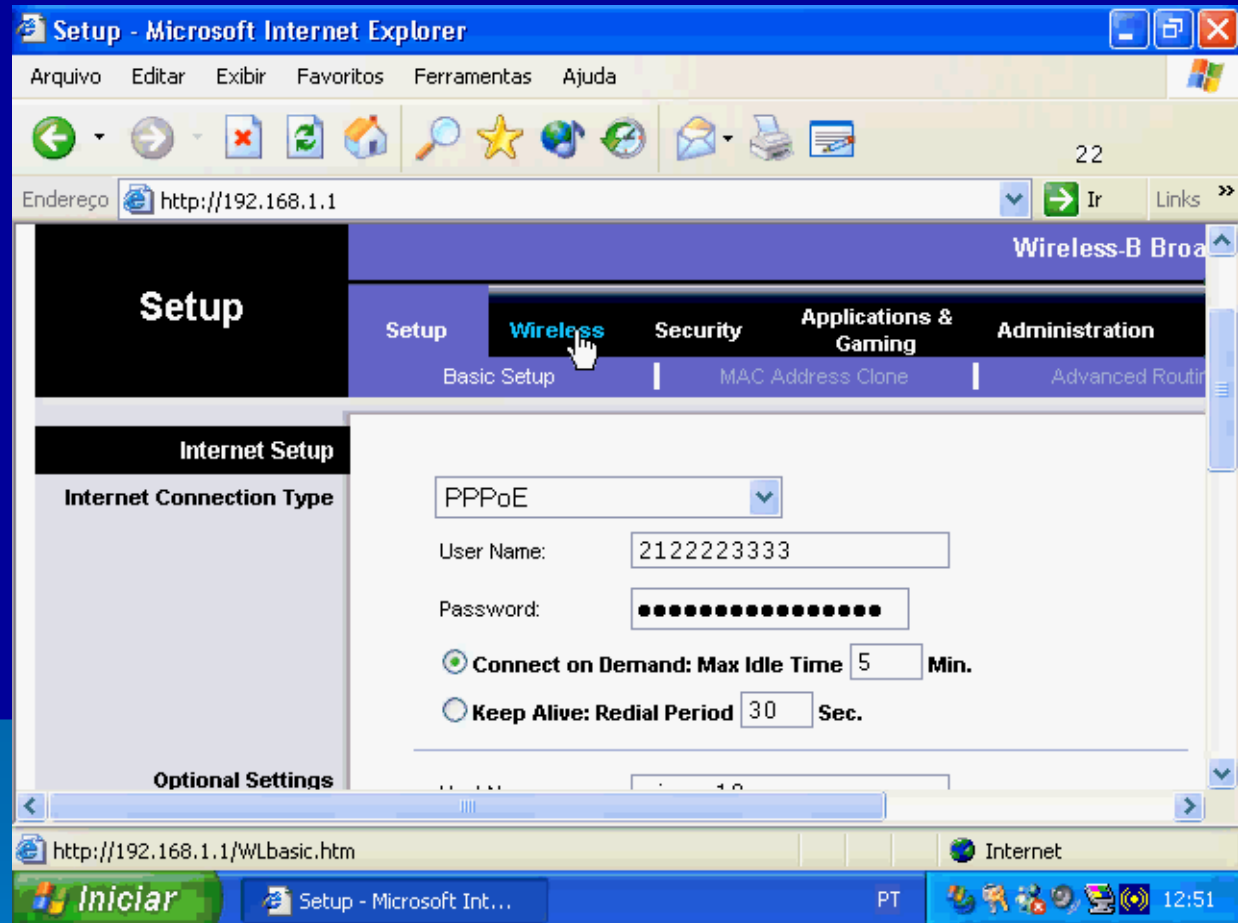 Setup - Microsoft Internet Explorer
Arquivo Editar Exibir Favoritos Ferramentas Ajuda
22
Endereço http://192.168.1.1 Ir Links »
Wireless-B Broa
Setup
Setup Wireless Security Applications & Gaming Administration
Basic Setup MAC Address Clone Advanced Routin
Internet Setup
Internet Connection Type PPPoE
User Name: 2122223333
Password: ●●●●●●●●●●●●●●●●
Connect on Demand: Max Idle Time 5 Min.
Keep Alive: Redial Period 30 Sec.
Optional Settings
http://192.168.1.1/WLbasic.htm Internet
Iniciar Setup - Microsoft Int... PT 12:51